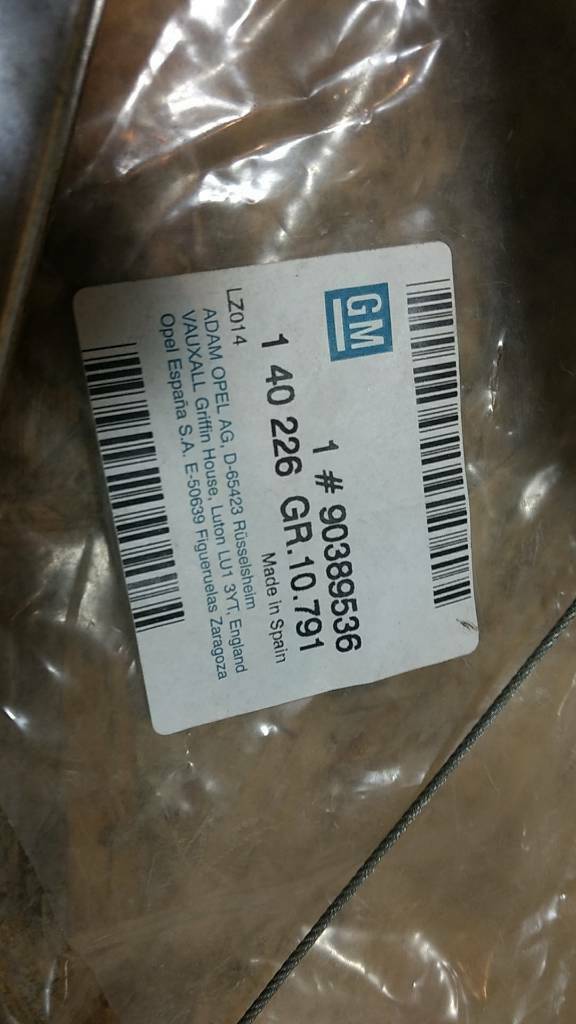 GM
1 # 90389536
1 40 226 GR.10.791
Made in Spain
LZ014
ADAM OPEL AG, D-65423 Rüsselsheim
VAUXALL Griffin House, Luton LU1 3YT, England
Opel España S.A. E-50639 Figueruelas Zaragoza